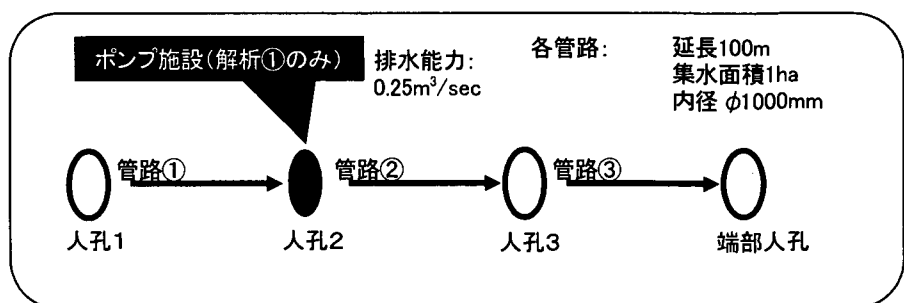 ポンプ施設(解析①のみ)
排水能力:
0.25m³/sec
各管路:
延長100m
集水面積1ha
内径 φ1000mm
管路①
管路②
管路③
人孔1
人孔2
人孔3
端部人孔